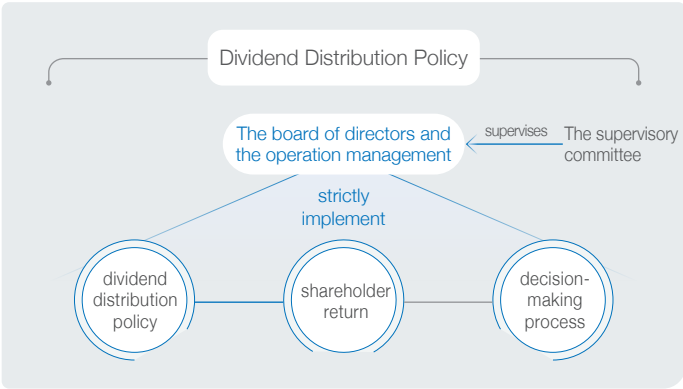 Dividend Distribution Policy
The board of directors and
the operation management
supervises
The supervisory
committee
strictly
implement
dividend
distribution
policy
shareholder
return
decision-
making
process